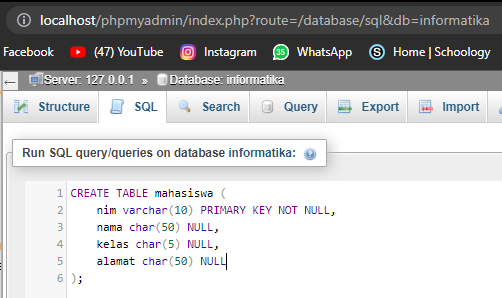 localhost/phpmyadmin/index.php?route=/database/sql&db=informatika
Facebook (47) YouTube Instagram 35 WhatsApp S Home | Schoology
← Server: 127.0.0.1 » Database: informatika
Structure SQL Search Query Export Import
Run SQL query/queries on database informatika:
1 CREATE TABLE mahasiswa (
2 nim varchar(10) PRIMARY KEY NOT NULL,
3 nama char(50) NULL,
4 kelas char(5) NULL,
5 alamat char(50) NULL
6 );